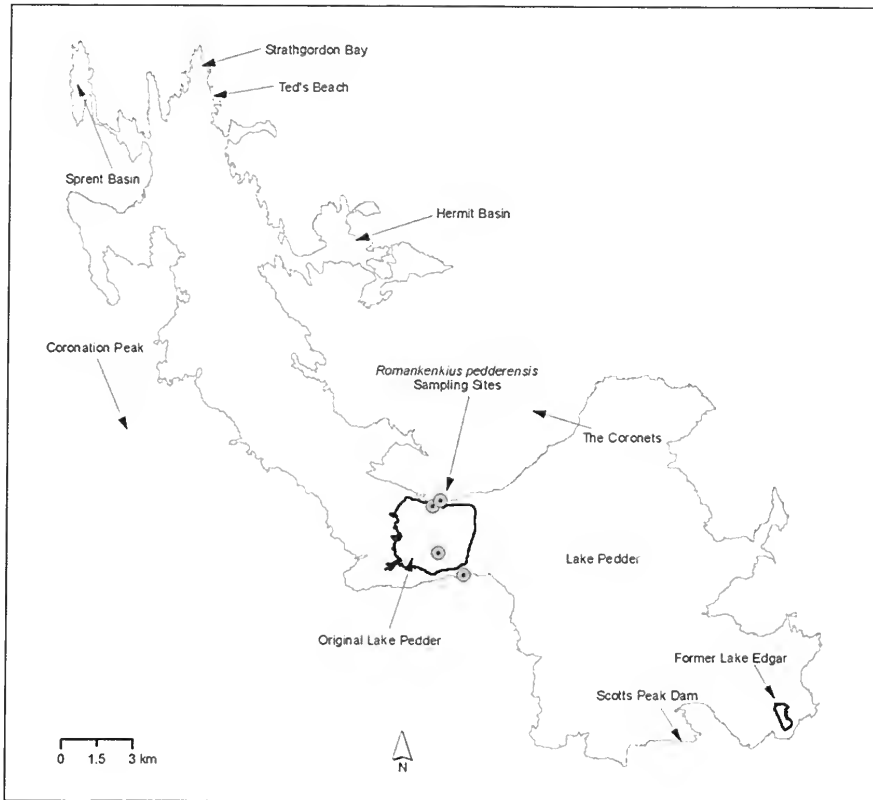 Strathgordon Bay
Ted's Beach
Sprent Basin
Hermit Basin
Coronation Peak
Romankenkius pedderensis
Sampling Sites
The Coronets
Lake Pedder
Original Lake Pedder
Former Lake Edgar
Scotts Peak Dam
0 1.5 3 km
N